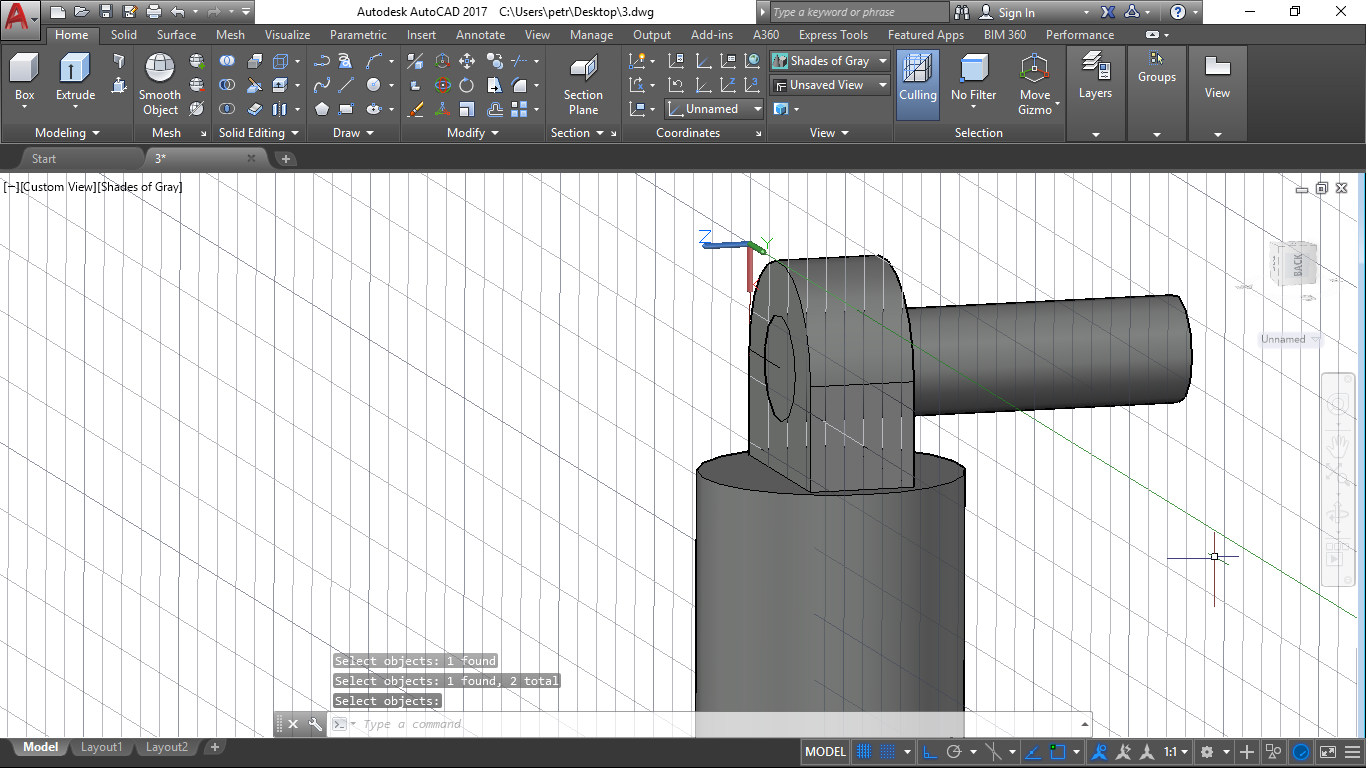 Autodesk AutoCAD 2017 C:\Users\petr\Desktop\3.dwg
Type a keyword or phrase
Sign In
Home Solid Surface Mesh Visualize Parametric Insert Annotate View Manage Output Add-ins A360 Express Tools Featured Apps BIM 360 Performance
Box
Extrude
Smooth
Object
Section
Plane
Shades of Gray
Unsaved View
Unnamed
Culling
No Filter
Move
Gizmo
Layers
Groups
View
Modeling
Mesh
Solid Editing
Draw
Modify
Section
Coordinates
View
Selection
Start
3*
[−][Custom View][Shades of Gray]
Z
Y
BACK
Unnamed
Select objects: 1 found
Select objects: 1 found, 2 total
Select objects:
Type a command
Model Layout1 Layout2
MODEL
1:1